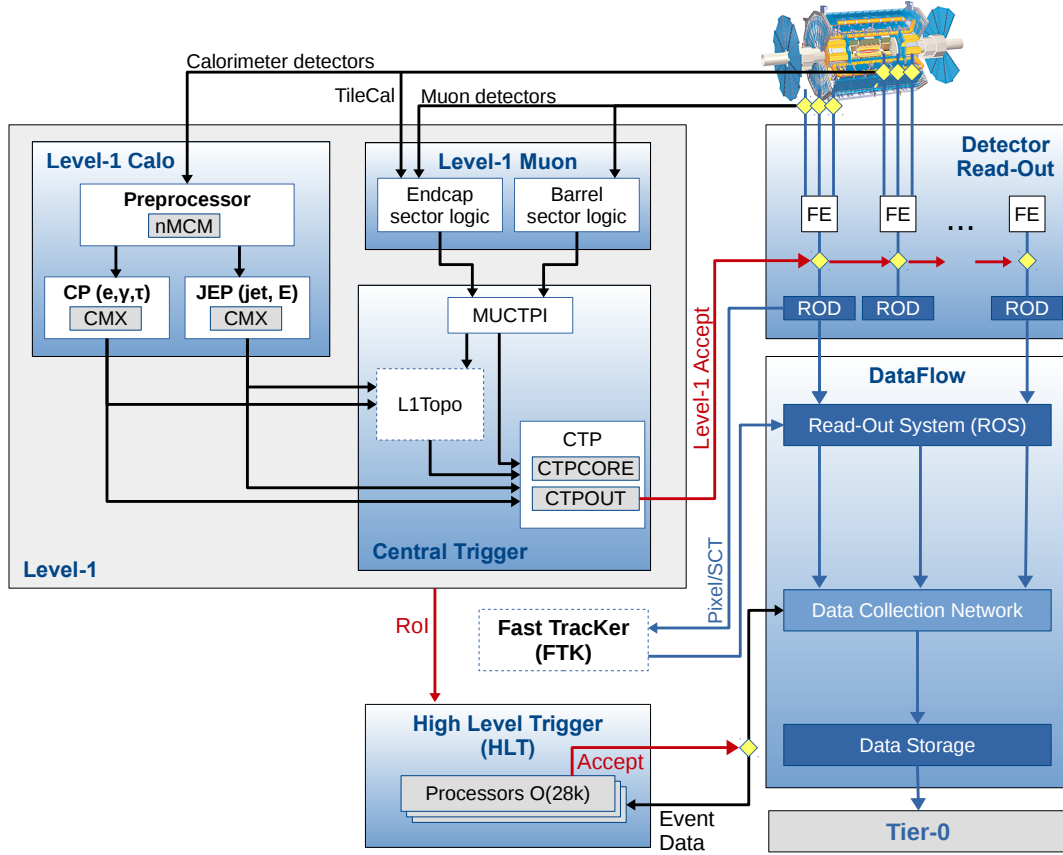 Calorimeter detectors
TileCal
Muon detectors
Level-1 Calo
Preprocessor
nMCM
CP (e,γ,τ)
CMX
JEP (jet, E)
CMX
Level-1 Muon
Endcap
sector logic
Barrel
sector logic
MUCTPI
L1Topo
CTP
CTPCORE
CTPOUT
Central Trigger
Level-1
Level-1 Accept
Detector
Read-Out
FE
FE
...
FE
ROD
ROD
ROD
DataFlow
Read-Out System (ROS)
Pixel/SCT
Data Collection Network
RoI
Fast TracKer
(FTK)
High Level Trigger
(HLT)
Accept
Processors O(28k)
Event
Data
Data Storage
Tier-0